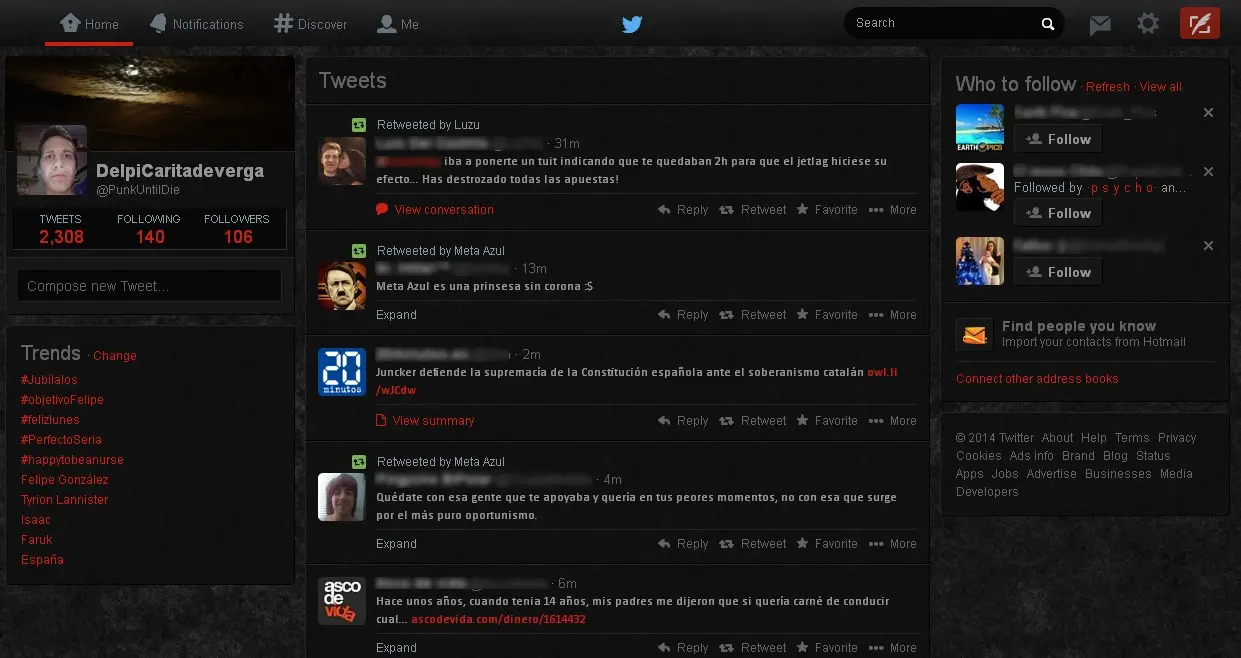 Home
Notifications
Discover
Me
Search
DelpiCaritadeverga
@PunkUntilDie
TWEETS FOLLOWING FOLLOWERS
2,308 140 106
Compose new Tweet...
Trends · Change
#Jubílalos
#objetivoFelipe
#felizlunes
#PerfectoSeria
#happytobeanurse
Felipe González
Tyrion Lannister
Isaac
Faruk
España
Tweets
Retweeted by Luzu
· 31m
iba a ponerte un tuit indicando que te quedaban 2h para que el jetlag hiciese su
efecto... Has destrozado todas las apuestas!
View conversation
Reply Retweet Favorite More
Retweeted by Meta Azul
· 13m
Meta Azul es una prinsesa sin corona :$
Expand
Reply Retweet Favorite More
20
minutos
· 2m
Juncker defiende la supremacía de la Constitución española ante el soberanismo catalán owl.li
/wJCdw
View summary
Reply Retweet Favorite More
Retweeted by Meta Azul
· 4m
Quédate con esa gente que te apoyaba y quería en tus peores momentos, no con esa que surge
por el más puro oportunismo.
Expand
Reply Retweet Favorite More
asco
de
vida
· 6m
Hace unos años, cuando tenia 14 años, mis padres me dijeron que si quería carné de conducir
cual... ascodevida.com/dinero/1614432
Expand
Reply Retweet Favorite More
Who to follow · Refresh · View all
EARTH PICS
Follow
Followed by ·p s y c h o· an...
Follow
Follow
Find people you know
Import your contacts from Hotmail
Connect other address books
© 2014 Twitter About Help Terms Privacy
Cookies Ads info Brand Blog Status
Apps Jobs Advertise Businesses Media
Developers